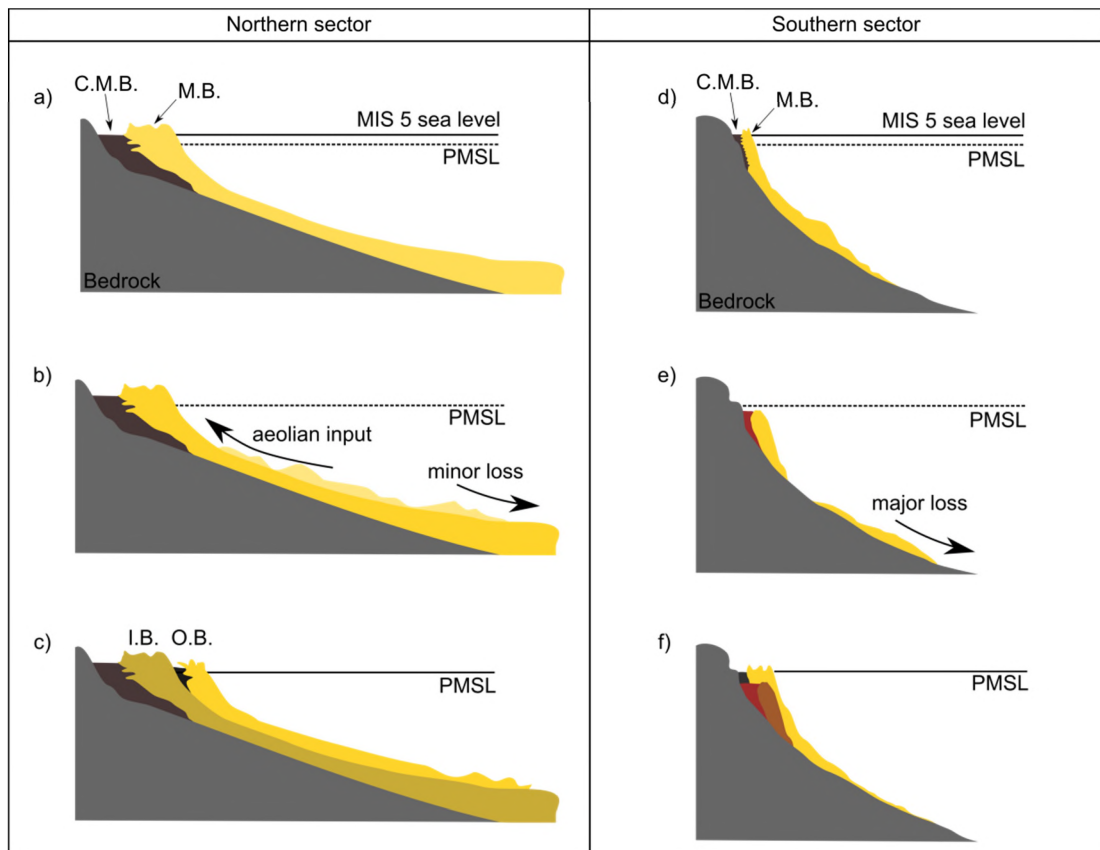 Northern sector
Southern sector
a)
C.M.B.
M.B.
MIS 5 sea level
PMSL
Bedrock
d)
C.M.B.
M.B.
MIS 5 sea level
PMSL
Bedrock
b)
PMSL
aeolian input
minor loss
e)
PMSL
major loss
c)
I.B.
O.B.
PMSL
f)
PMSL